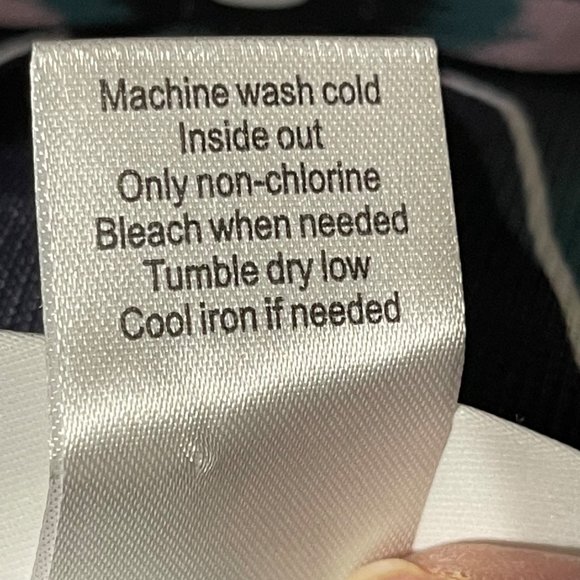 Machine wash cold
Inside out
Only non-chlorine
Bleach when needed
Tumble dry low
Cool iron if needed